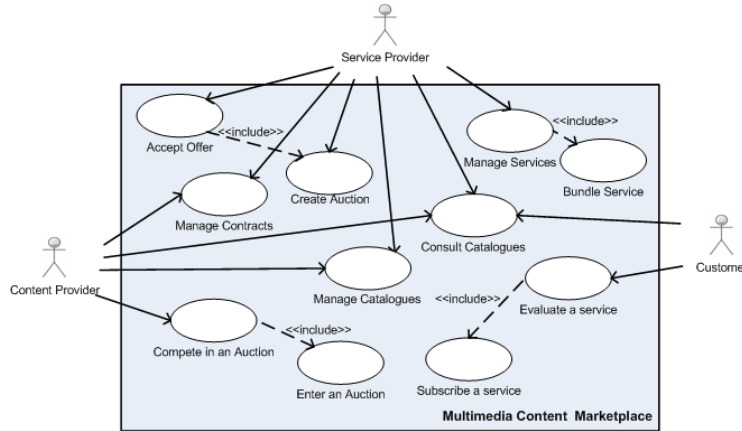 Service Provider
<<include>>
<<include>>
Accept Offer
Manage Services
Create Auction
Bundle Service
Manage Contracts
Consult Catalogues
Content Provider
Custome
Manage Catalogues
<<include>>
Evaluate a service
<<include>>
Compete in an Auction
Enter an Auction
Subscribe a service
Multimedia Content Marketplace